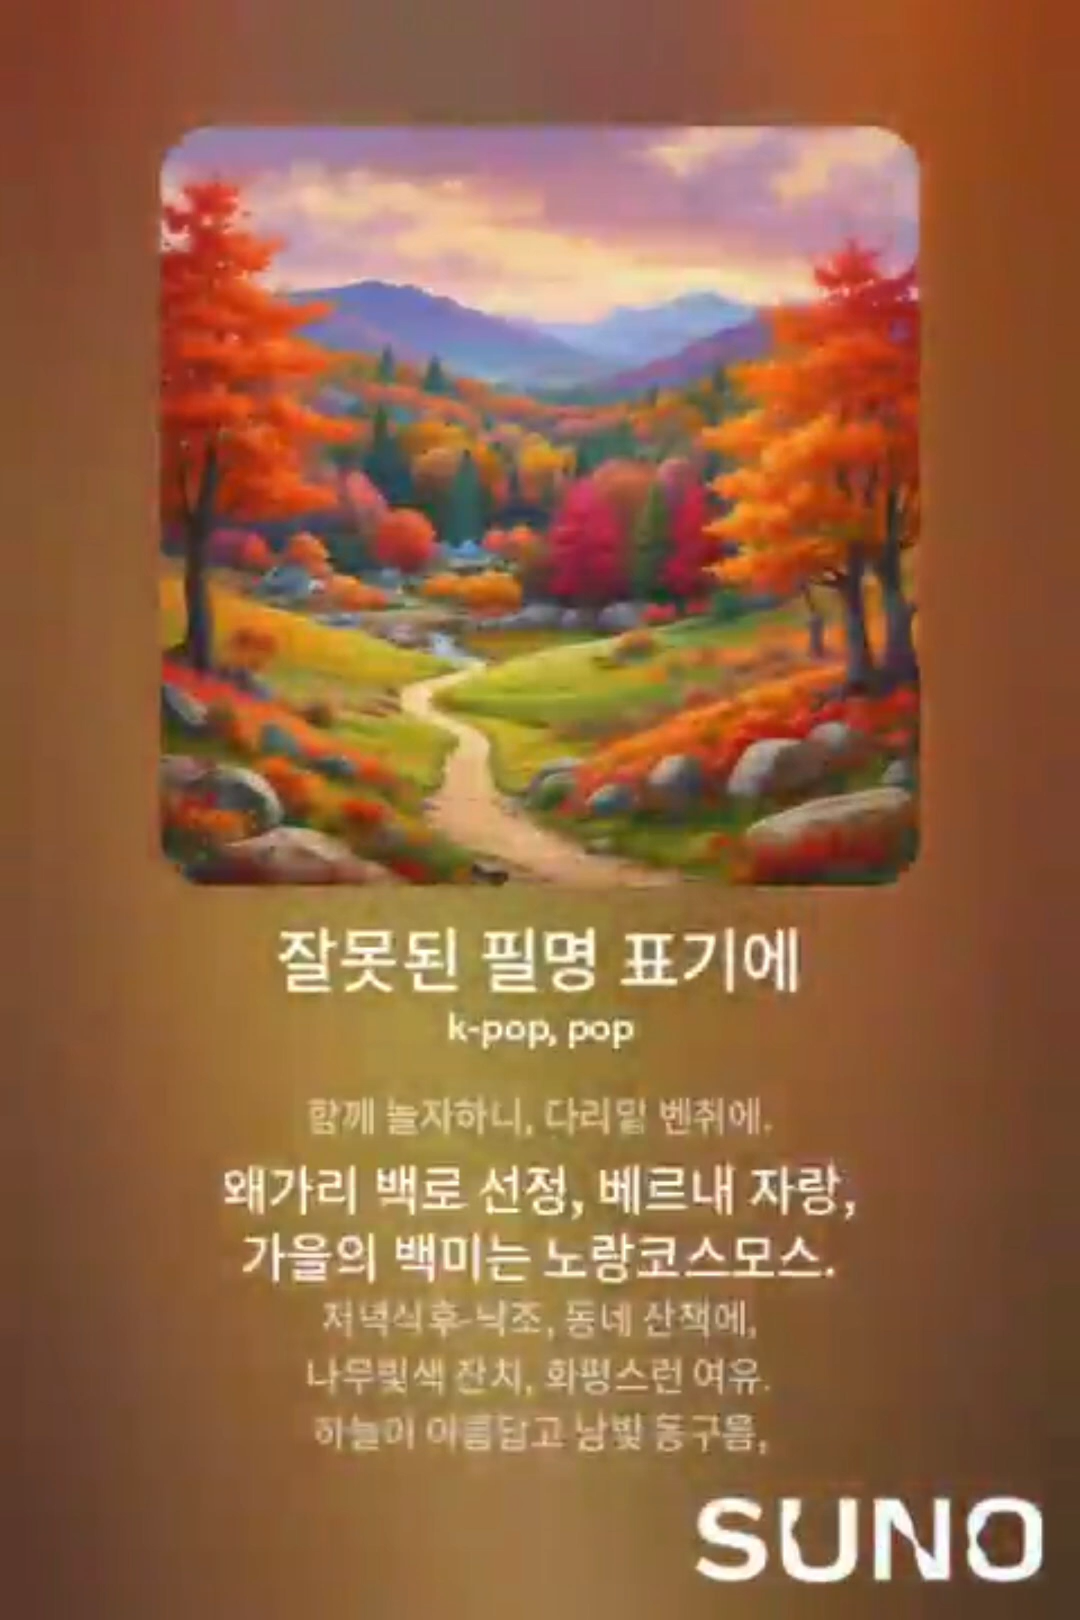 잘못된 필명 표기에
k-pop, pop
함께 놀자하니, 다리밑 벤취에.
왜가리 백로 선정, 베르내 자랑,
가을의 백미는 노랑코스모스.
저녁식후 낙조, 동네 산책에,
나무빛색 잔치, 화평스런 여유.
하늘이 아름답고 남빛
SUNO